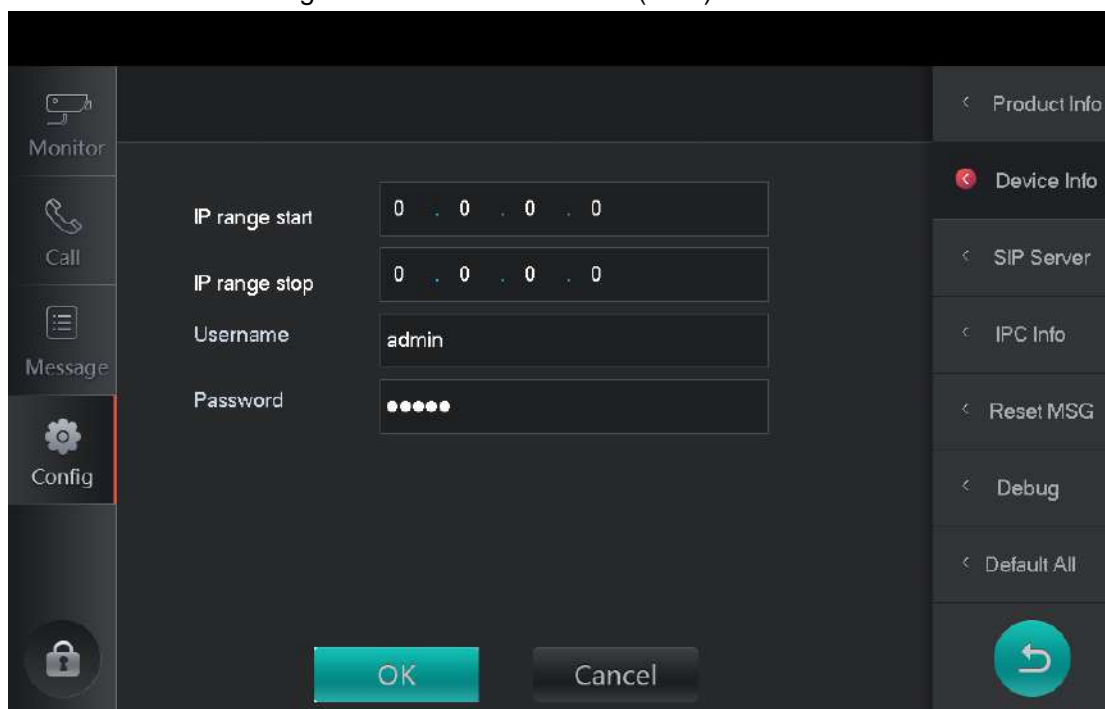 Monitor
Call
Message
Config
IP range start
0 . 0 . 0 . 0
IP range stop
0 . 0 . 0 . 0
Username
admin
Password
●●●●●
OK
Cancel
< Product Info
< Device Info
< SIP Server
< IPC Info
< Reset MSG
< Debug
< Default All